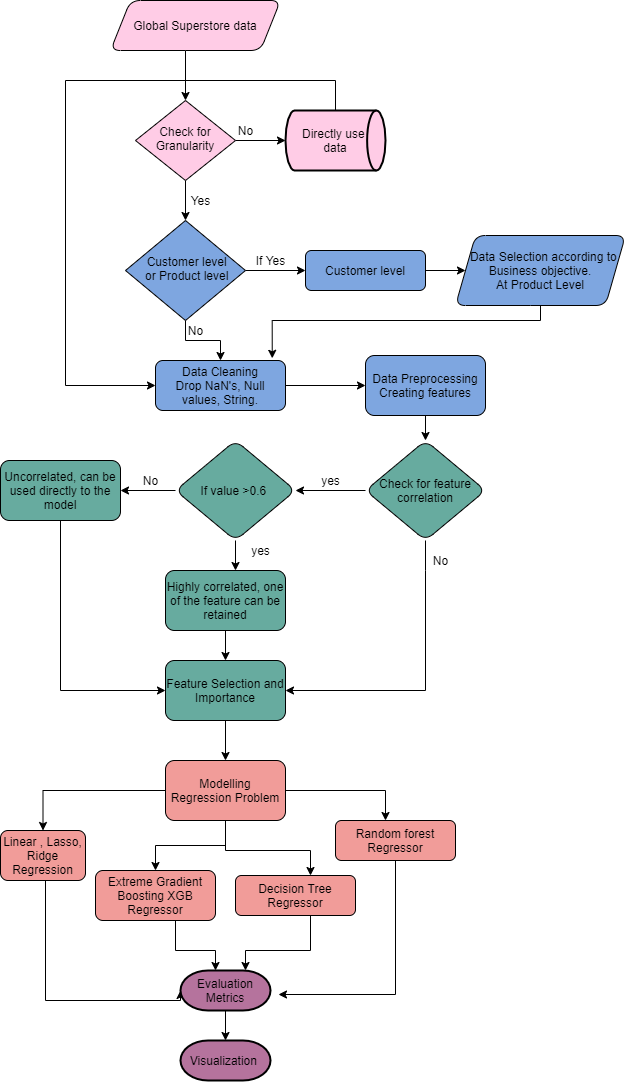 Global Superstore data
Check for
Granularity
No
Directly use
data
Yes
Customer level
or Product level
If Yes
Customer level
Data Selection according to
Business objective.
At Product Level
No
Data Cleaning
Drop NaN's, Null
values, String.
Data Preprocessing
Creating features
Check for feature
correlation
yes
If value >0.6
No
Uncorrelated, can be
used directly to the
model
yes
No
Highly correlated, one
of the feature can be
retained
Feature Selection and
Importance
Modelling
Regression Problem
Linear , Lasso,
Ridge
Regression
Extreme Gradient
Boosting XGB
Regressor
Decision Tree
Regressor
Random forest
Regressor
Evaluation
Metrics
Visualization